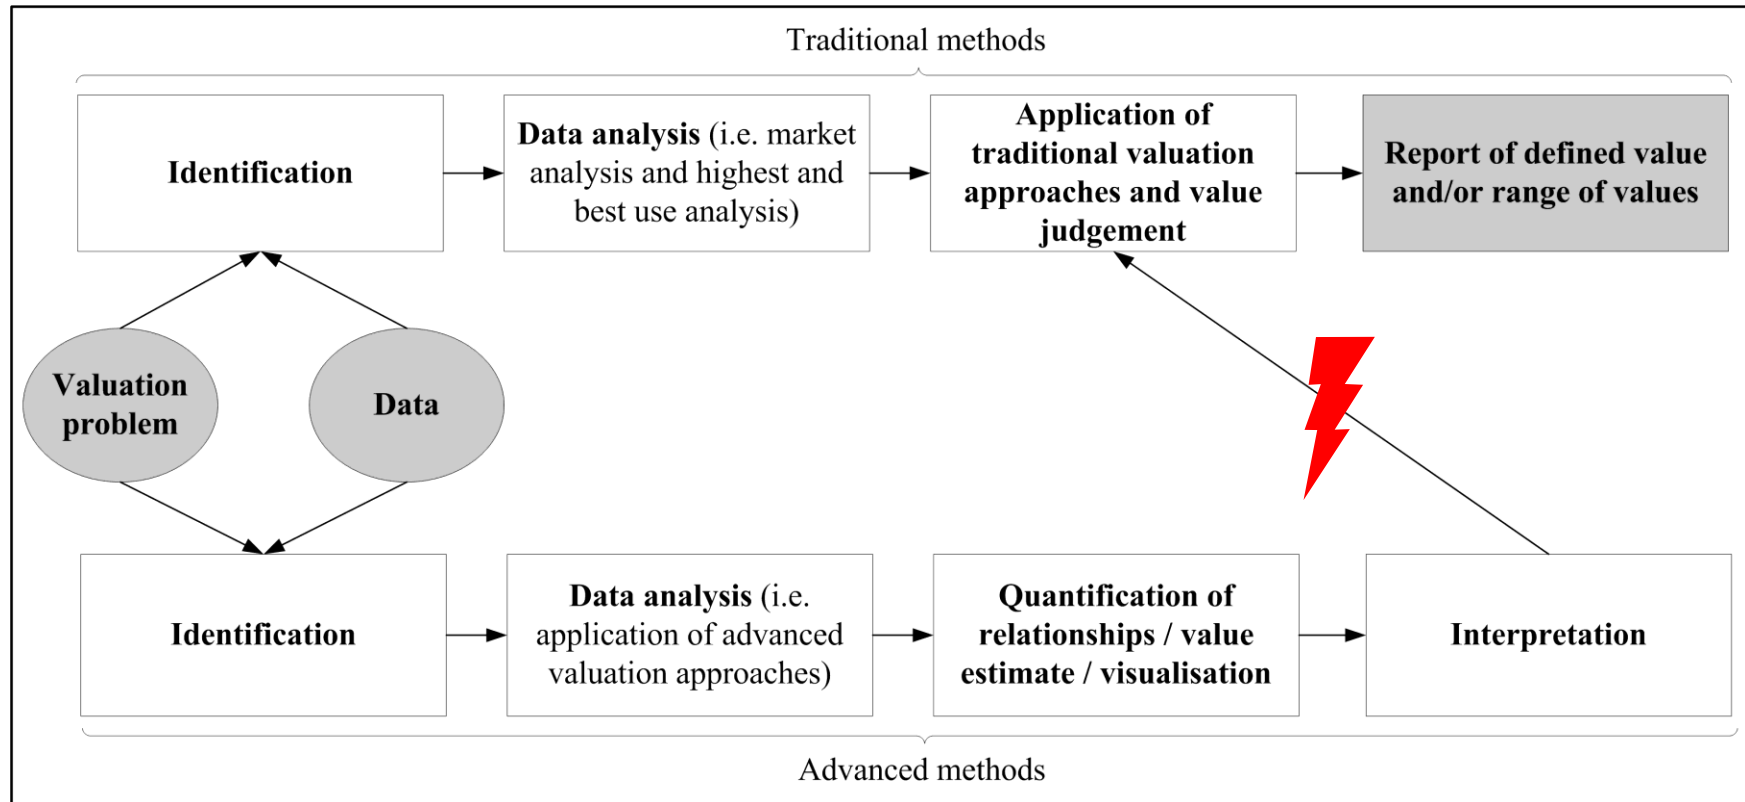 Traditional methods
Identification
Data analysis (i.e. market
analysis and highest and
best use analysis)
Application of
traditional valuation
approaches and value
judgement
Report of defined value
and/or range of values
Valuation
problem
Data
Identification
Data analysis (i.e.
application of advanced
valuation approaches)
Quantification of
relationships / value
estimate / visualisation
Interpretation
Advanced methods